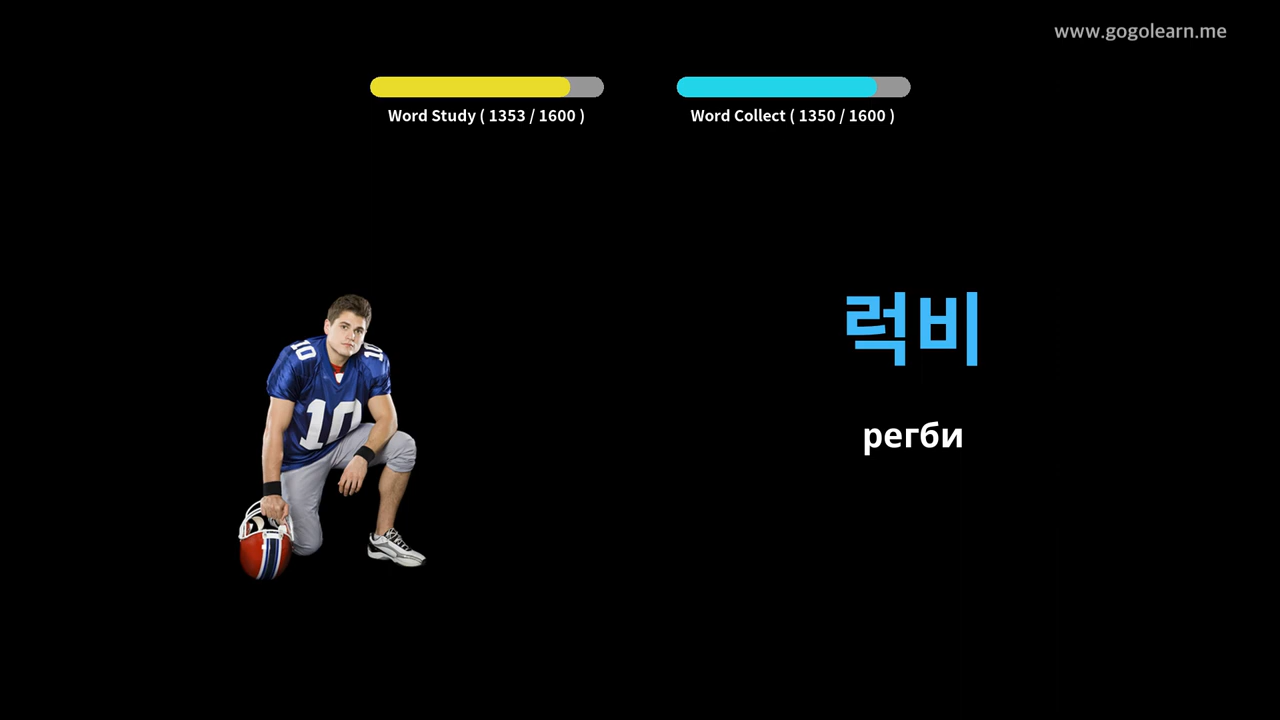 www.gogolearn.me
Word Study ( 1353 / 1600 )
Word Collect ( 1350 / 1600 )
10
10
10
럭비
регби